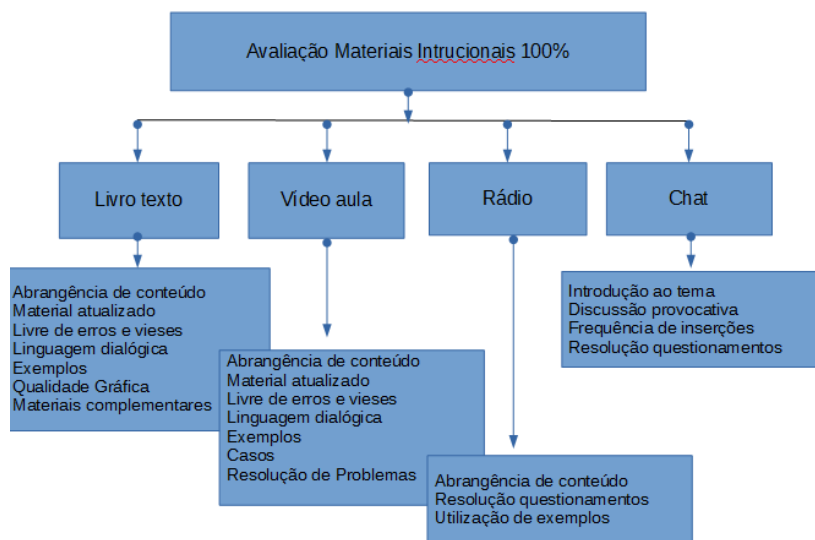 Avaliação Materiais Intrucionais 100%
Livro texto
Vídeo aula
Rádio
Chat
Abrangência de conteúdo
Material atualizado
Livre de erros e vieses
Linguagem dialógica
Exemplos
Qualidade Gráfica
Materiais complementares
Abrangência de conteúdo
Material atualizado
Livre de erros e vieses
Linguagem dialógica
Exemplos
Casos
Resolução de Problemas
Abrangência de conteúdo
Resolução questionamentos
Utilização de exemplos
Introdução ao tema
Discussão provocativa
Frequência de inserções
Resolução questionamentos